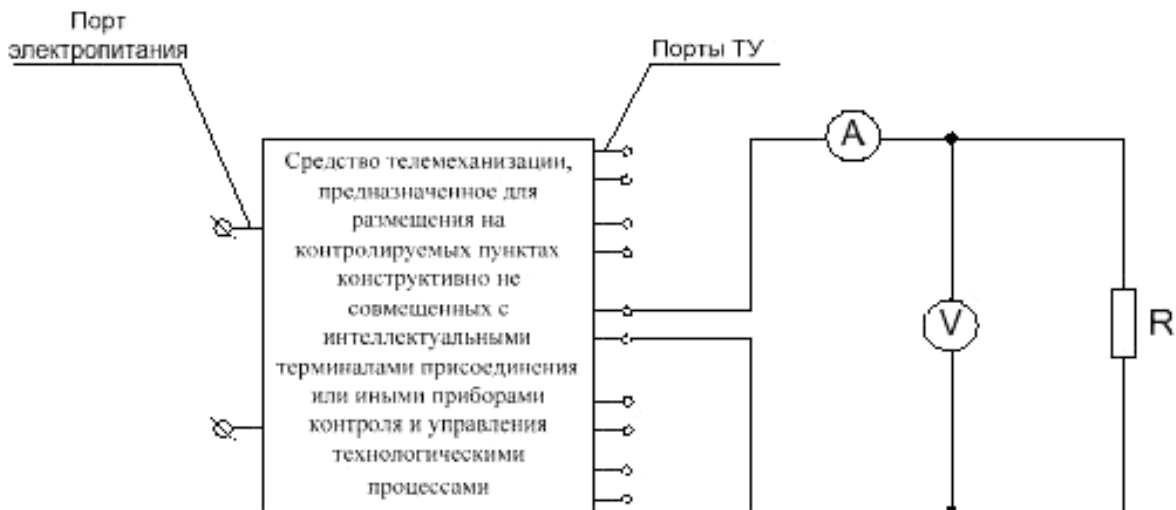 Порт
электропитания
Порты ТУ
Средство телемеханизации,
предназначенное для
размещения на
контролируемых пунктах
конструктивно не
совмещенных с
интеллектуальными
терминалами присоединения
или иными приборами
контроля и управления
технологическими
процессами
A
V
R